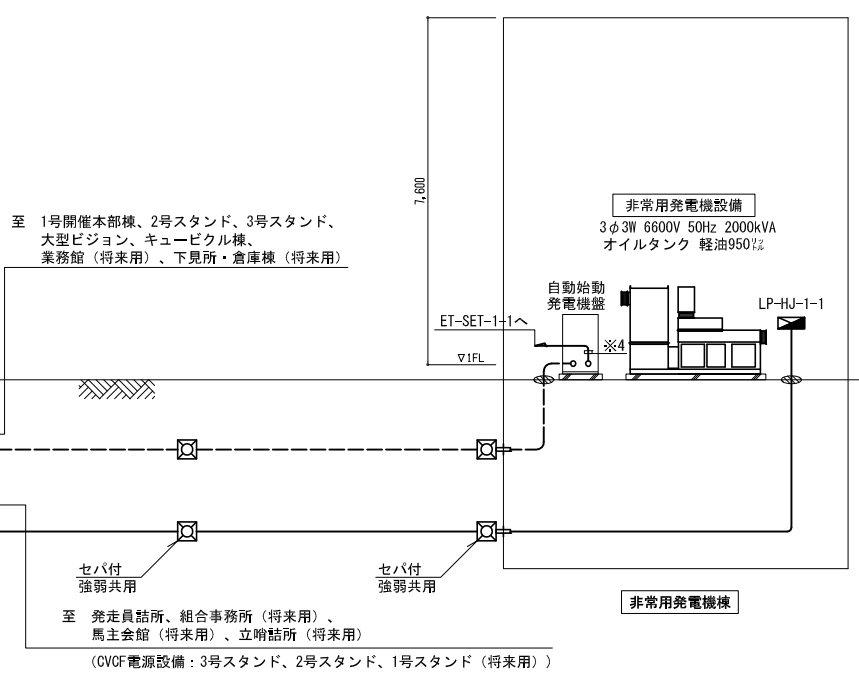 7,600
非常用発電機設備
3φ3W 6600V 50Hz 2000kVA
オイルタンク 軽油950㍑
至 1号開催本部棟、2号スタンド、3号スタンド、
大型ビジョン、キュービクル棟、
業務館（将来用）、下見所・倉庫棟（将来用）
自動始動
発電機盤
LP-HJ-1-1
ET-SET-1-1へ
※4
▽1FL
セパ付
強弱共用
セパ付
強弱共用
非常用発電機棟
至 発走員詰所、組合事務所（将来用）、
馬主会館（将来用）、立哨詰所（将来用）
（CVCF電源設備：3号スタンド、2号スタンド、1号スタンド（将来用））